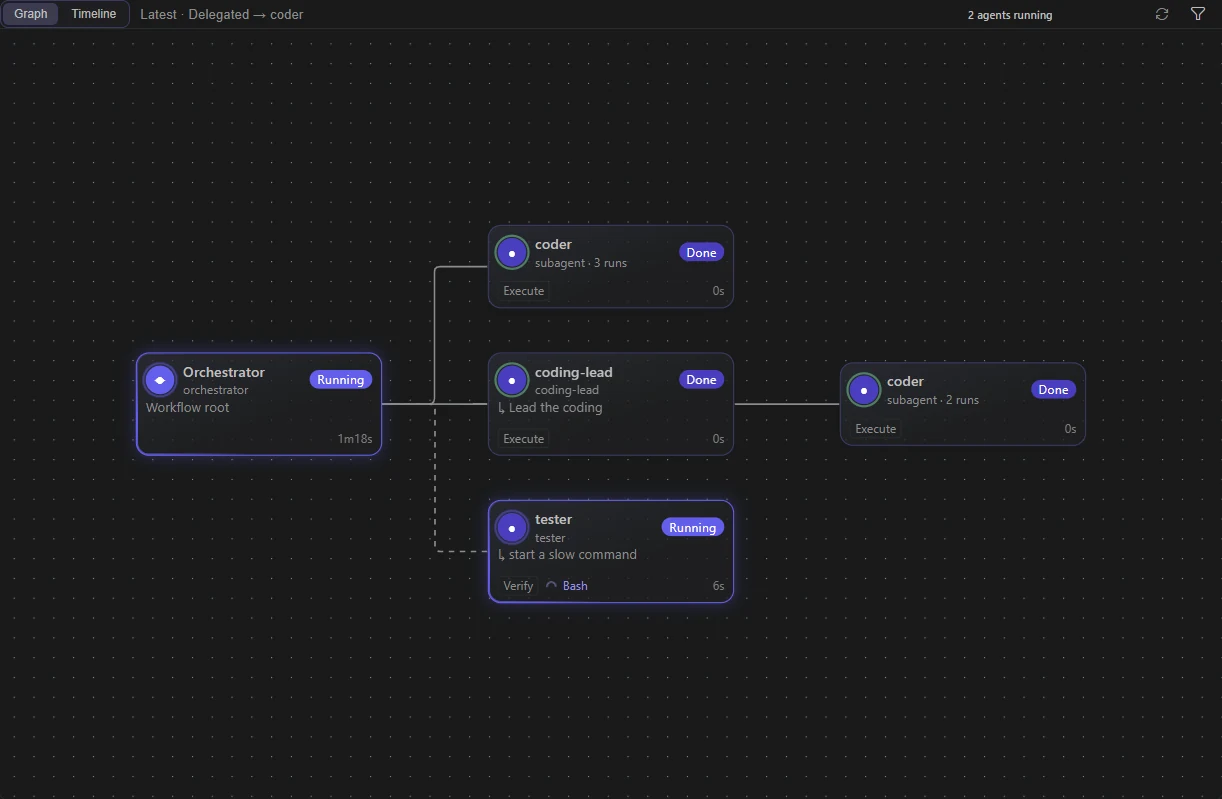 Graph Timeline Latest · Delegated → coder 2 agents running
coder
Done
subagent · 3 runs
Execute 0s
Orchestrator
Running
orchestrator
Workflow root
1m18s
coding-lead
Done
coding-lead
↳ Lead the coding
Execute 0s
coder
Done
subagent · 2 runs
Execute 0s
tester
Running
tester
↳ start a slow command
Verify Bash 6s